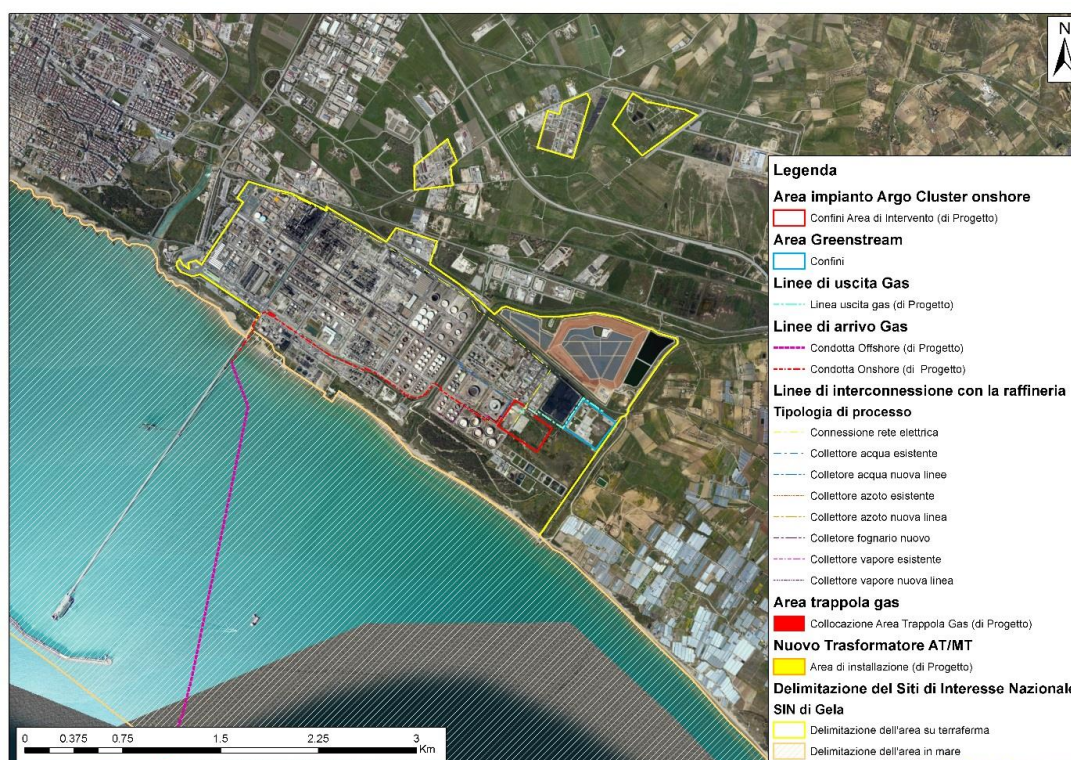 N
Legenda
Area impianto Argo Cluster onshore
Confini Area di Intervento (di Progetto)
Area Greenstream
Confini
Linee di uscita Gas
Linea uscita gas (di Progetto)
Linee di arrivo Gas
Condotta Offshore (di Progetto)
Condotta Onshore (di Progetto)
Linee di interconnessione con la raffineria
Tipologia di processo
Connessione rete elettrica
Collettore acqua esistente
Colletore acqua nuova linee
Collettore azoto esistente
Collettore azoto nuova linea
Colletore fognario nuovo
Collettore vapore esistente
Collettore vapore nuova linea
Area trappola gas
Collocazione Area Trappola Gas (di Progetto)
Nuovo Trasformatore AT/MT
Area di installazione (di Progetto)
Delimitazione del Siti di Interesse Nazionale
SIN di Gela
Delimitazione dell'area su terraferma
Delimitazione dell'area in mare
0 0.375 0.75 1.5 2.25 3
Km